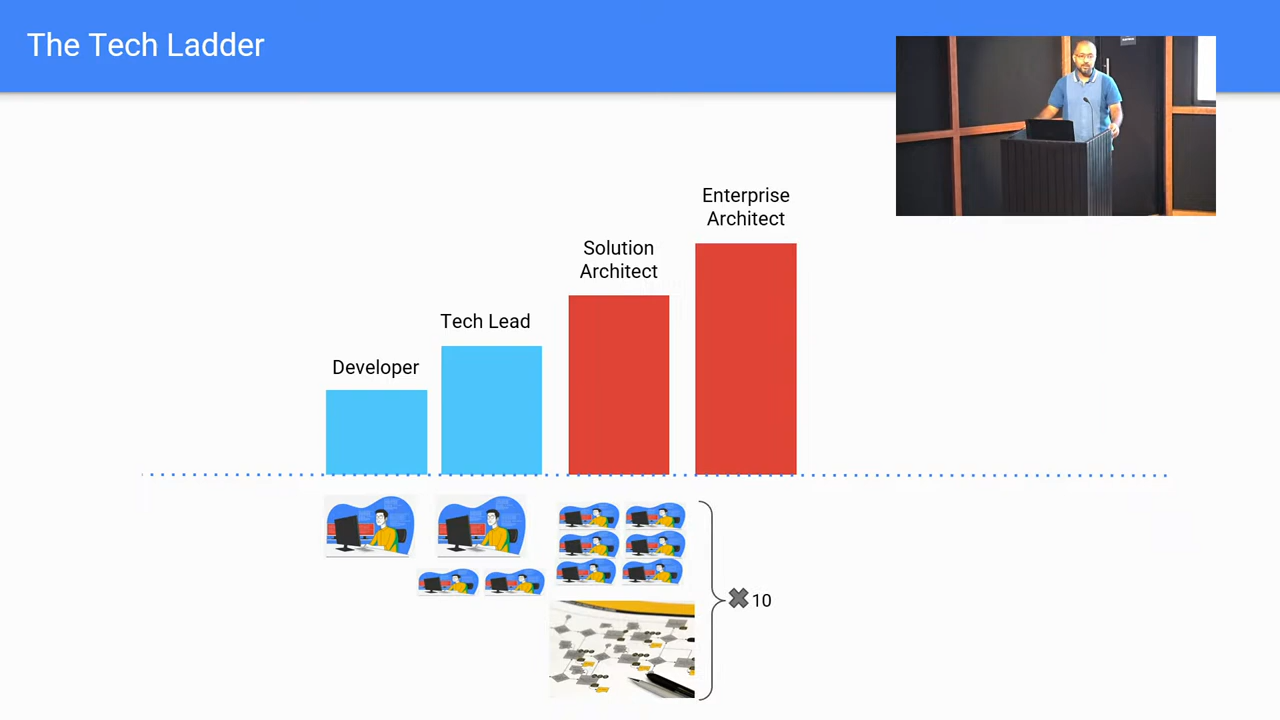 The Tech Ladder
Enterprise
Architect
Solution
Architect
Tech Lead
Developer
10